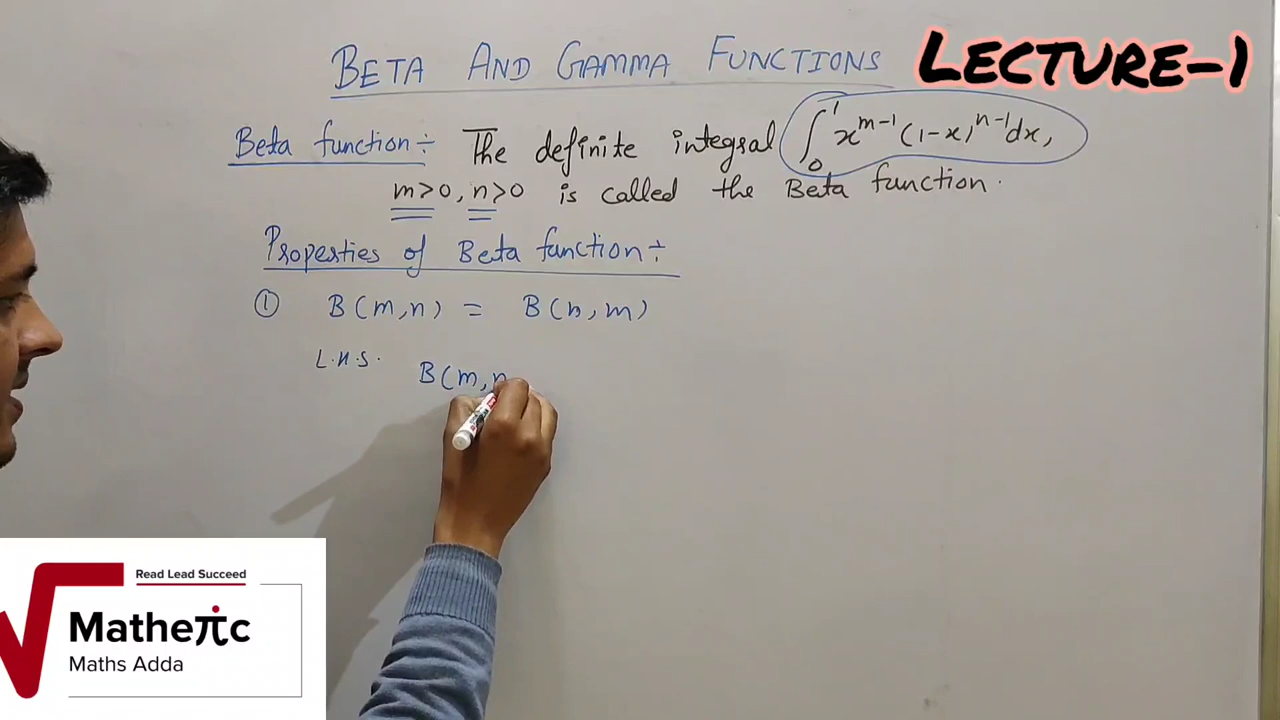 BETA AND GAMMA FUNCTIONS
LECTURE-1
Beta function÷ The definite integral ∫₀¹ x^{m-1} (1-x)^{n-1} dx,
m>0, n>0 is called the Beta function.
Properties of Beta function÷
① B(m,n) = B(n,m)
L.H.S. B(m,n
Read Lead Succeed
Matheπc
Maths Adda